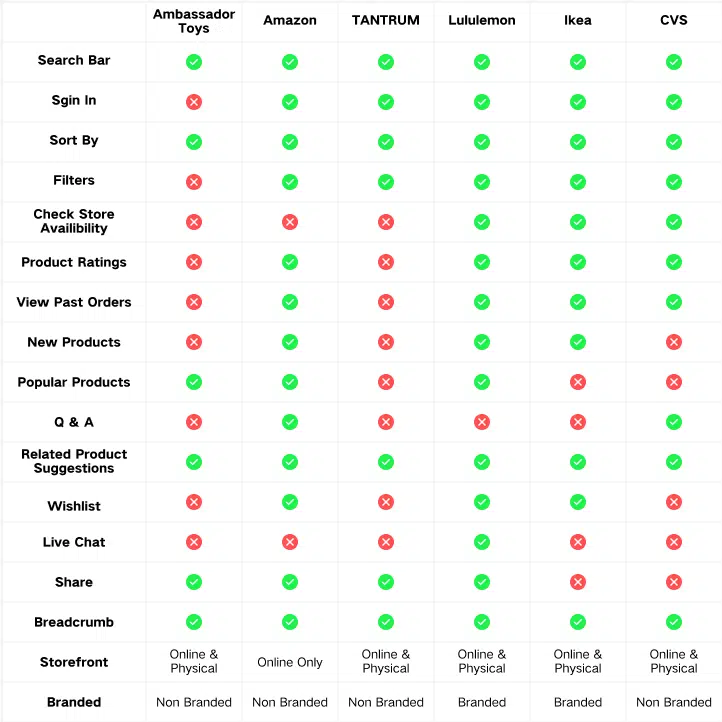 Ambassador
Toys
Amazon
TANTRUM
Lululemon
Ikea
CVS
Search Bar
Sgin In
Sort By
Filters
Check Store
Availibility
Product Ratings
View Past Orders
New Products
Popular Products
Q & A
Related Product
Suggestions
Wishlist
Live Chat
Share
Breadcrumb
Storefront
Online &
Physical
Online Only
Online &
Physical
Online &
Physical
Online &
Physical
Online &
Physical
Branded
Non Branded
Non Branded
Non Branded
Branded
Branded
Non Branded